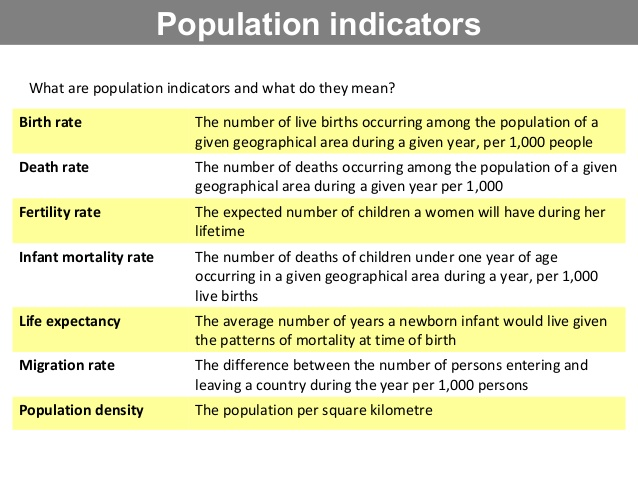 Population indicators
What are population indicators and what do they mean?
Birth rate
The number of live births occurring among the population of a
given geographical area during a given year, per 1,000 people
Death rate
The number of deaths occurring among the population of a given
geographical area during a given year per 1,000
Fertility rate
The expected number of children a women will have during her
lifetime
Infant mortality rate
The number of deaths of children under one year of age
occurring in a given geographical area during a year, per 1,000
live births
Life expectancy
The average number of years a newborn infant would live given
the patterns of mortality at time of birth
Migration rate
The difference between the number of persons entering and
leaving a country during the year per 1,000 persons
Population density
The population per square kilometre